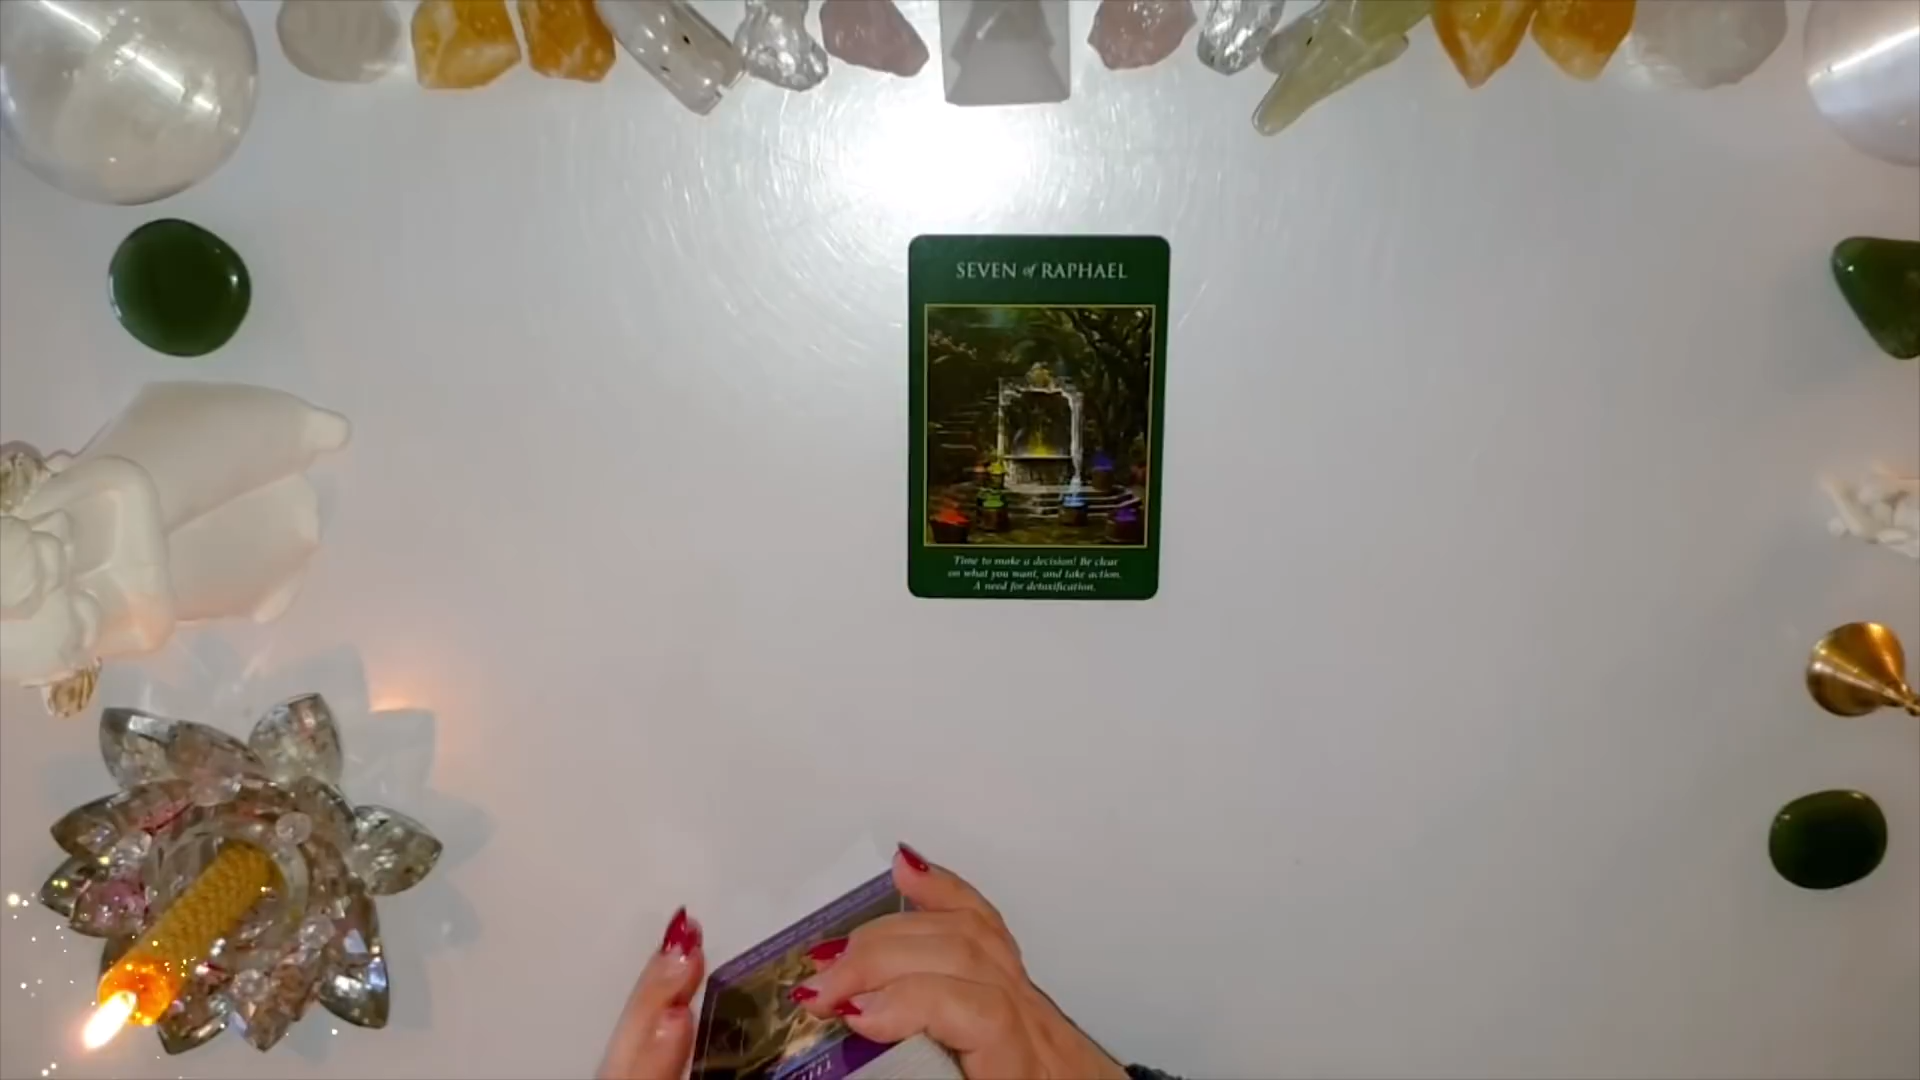 SEVEN of RAPHAEL
Time to make a decision! Be clear
on what you want, and take action.
A need for detoxification.